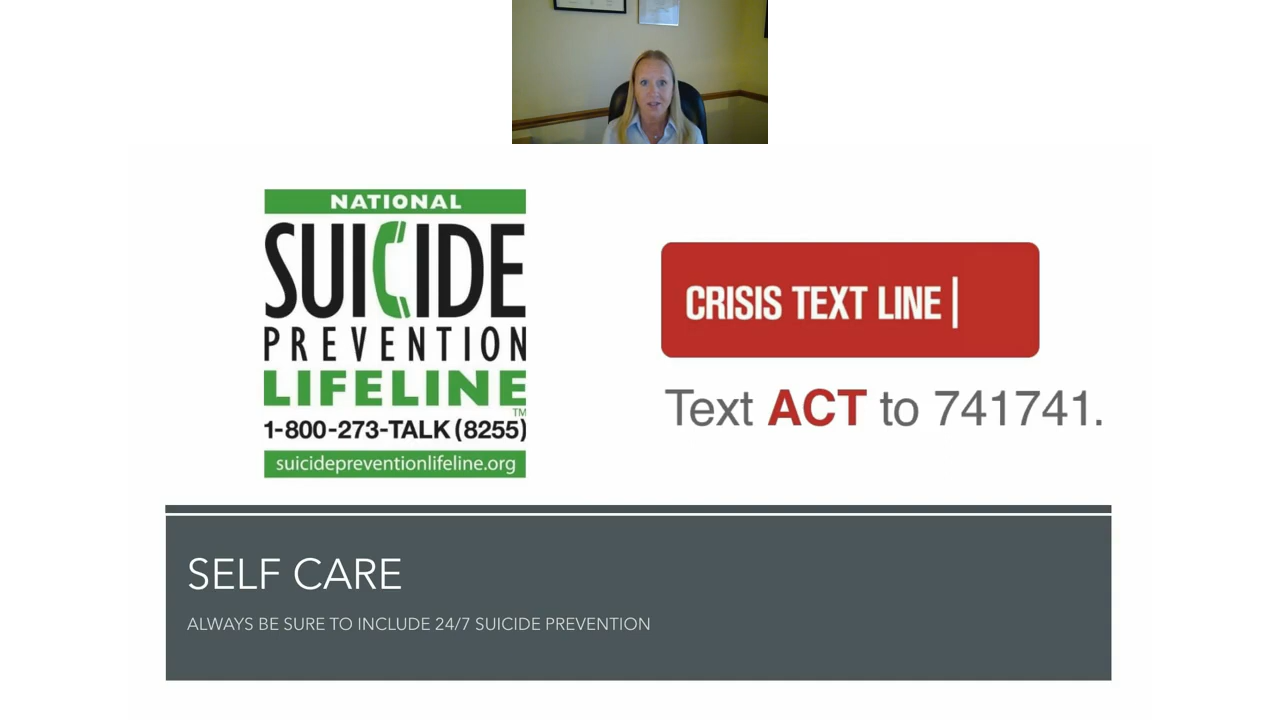 NATIONAL
SUICIDE
PREVENTION
LIFELINE™
1-800-273-TALK (8255)
suicidepreventionlifeline.org
CRISIS TEXT LINE |
Text ACT to 741741.
SELF CARE
ALWAYS BE SURE TO INCLUDE 24/7 SUICIDE PREVENTION